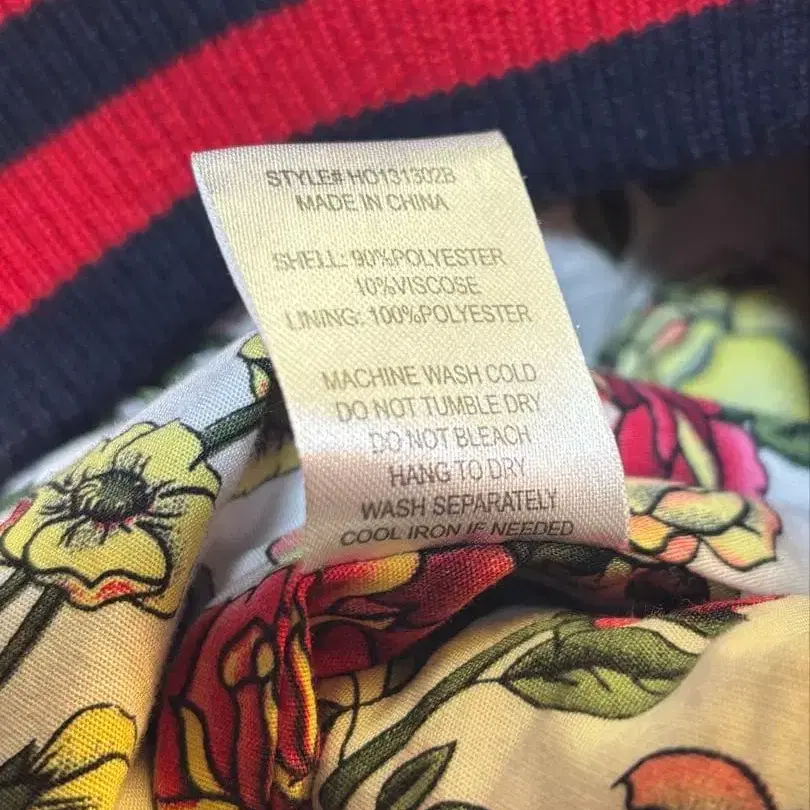 STYLE# HO131302B
MADE IN CHINA
SHELL: 90%POLYESTER
10%VISCOSE
LINING: 100%POLYESTER
MACHINE WASH COLD
DO NOT TUMBLE DRY
DO NOT BLEACH
HANG TO DRY
WASH SEPARATELY
COOL IRON IF NEEDED